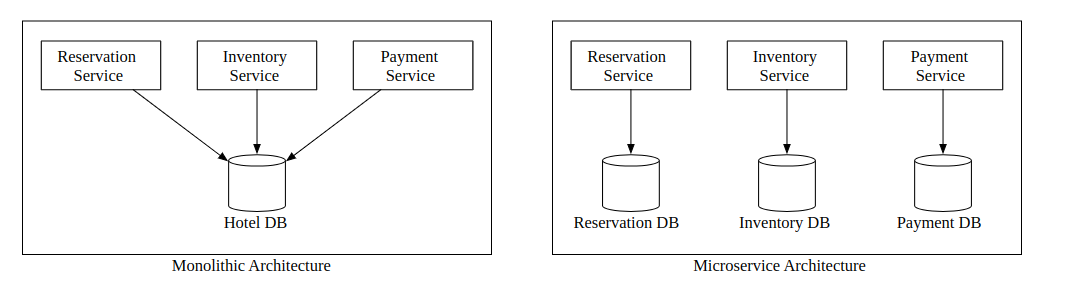 Reservation
Service
Inventory
Service
Payment
Service
Hotel DB
Monolithic Architecture
Reservation
Service
Inventory
Service
Payment
Service
Reservation DB
Inventory DB
Payment DB
Microservice Architecture